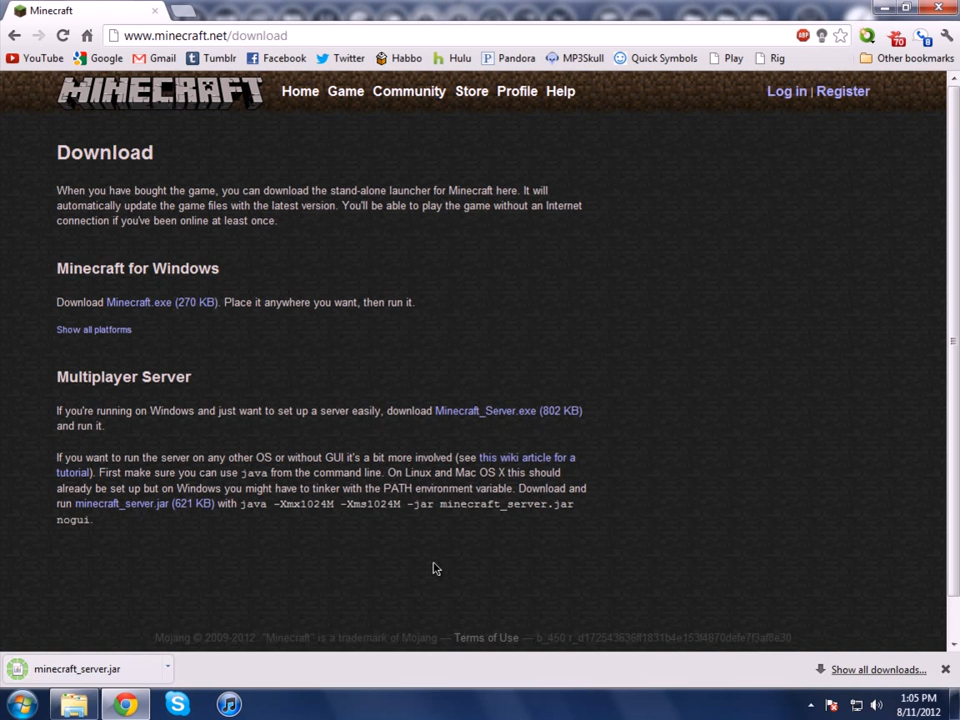 Minecraft
www.minecraft.net/download
70
8
YouTube Google Gmail Tumblr Facebook Twitter Habbo Hulu Pandora MP3Skull Quick Symbols Play Rig Other bookmarks
MINECRAFT Home Game Community Store Profile Help Log in | Register
Download
When you have bought the game, you can download the stand-alone launcher for Minecraft here. It will
automatically update the game files with the latest version. You'll be able to play the game without an Internet
connection if you've been online at least once.
Minecraft for Windows
Download Minecraft.exe (270 KB). Place it anywhere you want, then run it.
Show all platforms
Multiplayer Server
If you're running on Windows and just want to set up a server easily, download Minecraft_Server.exe (802 KB)
and run it.
If you want to run the server on any other OS or without GUI it's a bit more involved (see this wiki article for a
tutorial). First make sure you can use java from the command line. On Linux and Mac OS X this should
already be set up but on Windows you might have to tinker with the PATH environment variable. Download and
run minecraft_server.jar (621 KB) with java -Xmx1024M -Xms1024M -jar minecraft_server.jar
nogui.
Mojang © 2009-2012. "Minecraft" is a trademark of Mojang — Terms of Use —
minecraft_server.jar Show all downloads...
1:05 PM
8/11/2012